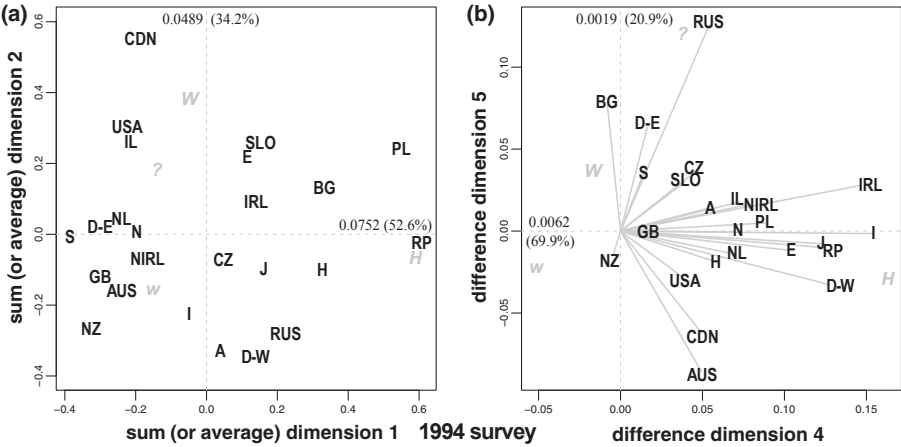 (a)
0.0489 (34.2%)
CDN
W
USA
IL
?
SLO
E
PL
BG
IRL
NL
D-E
N
S
0.0752 (52.6%)
RP
H
NIRL
CZ
J
H
GB
AUS
w
I
NZ
RUS
A
D-W
0.6
0.4
0.2
0.0
−0.2
−0.4
−0.4
−0.2
0.0
0.2
0.4
0.6
sum (or average) dimension 2
sum (or average) dimension 1
1994 survey
(b)
0.0019 (20.9%)
RUS
?
BG
D-E
W
S
CZ
SLO
IRL
IL
NIRL
A
PL
0.0062
(69.9%)
GB
N
I
J
E
RP
NL
NZ
H
w
USA
D-W
H
CDN
AUS
0.10
0.05
0.00
−0.05
−0.05
0.00
0.05
0.10
0.15
difference dimension 5
difference dimension 4